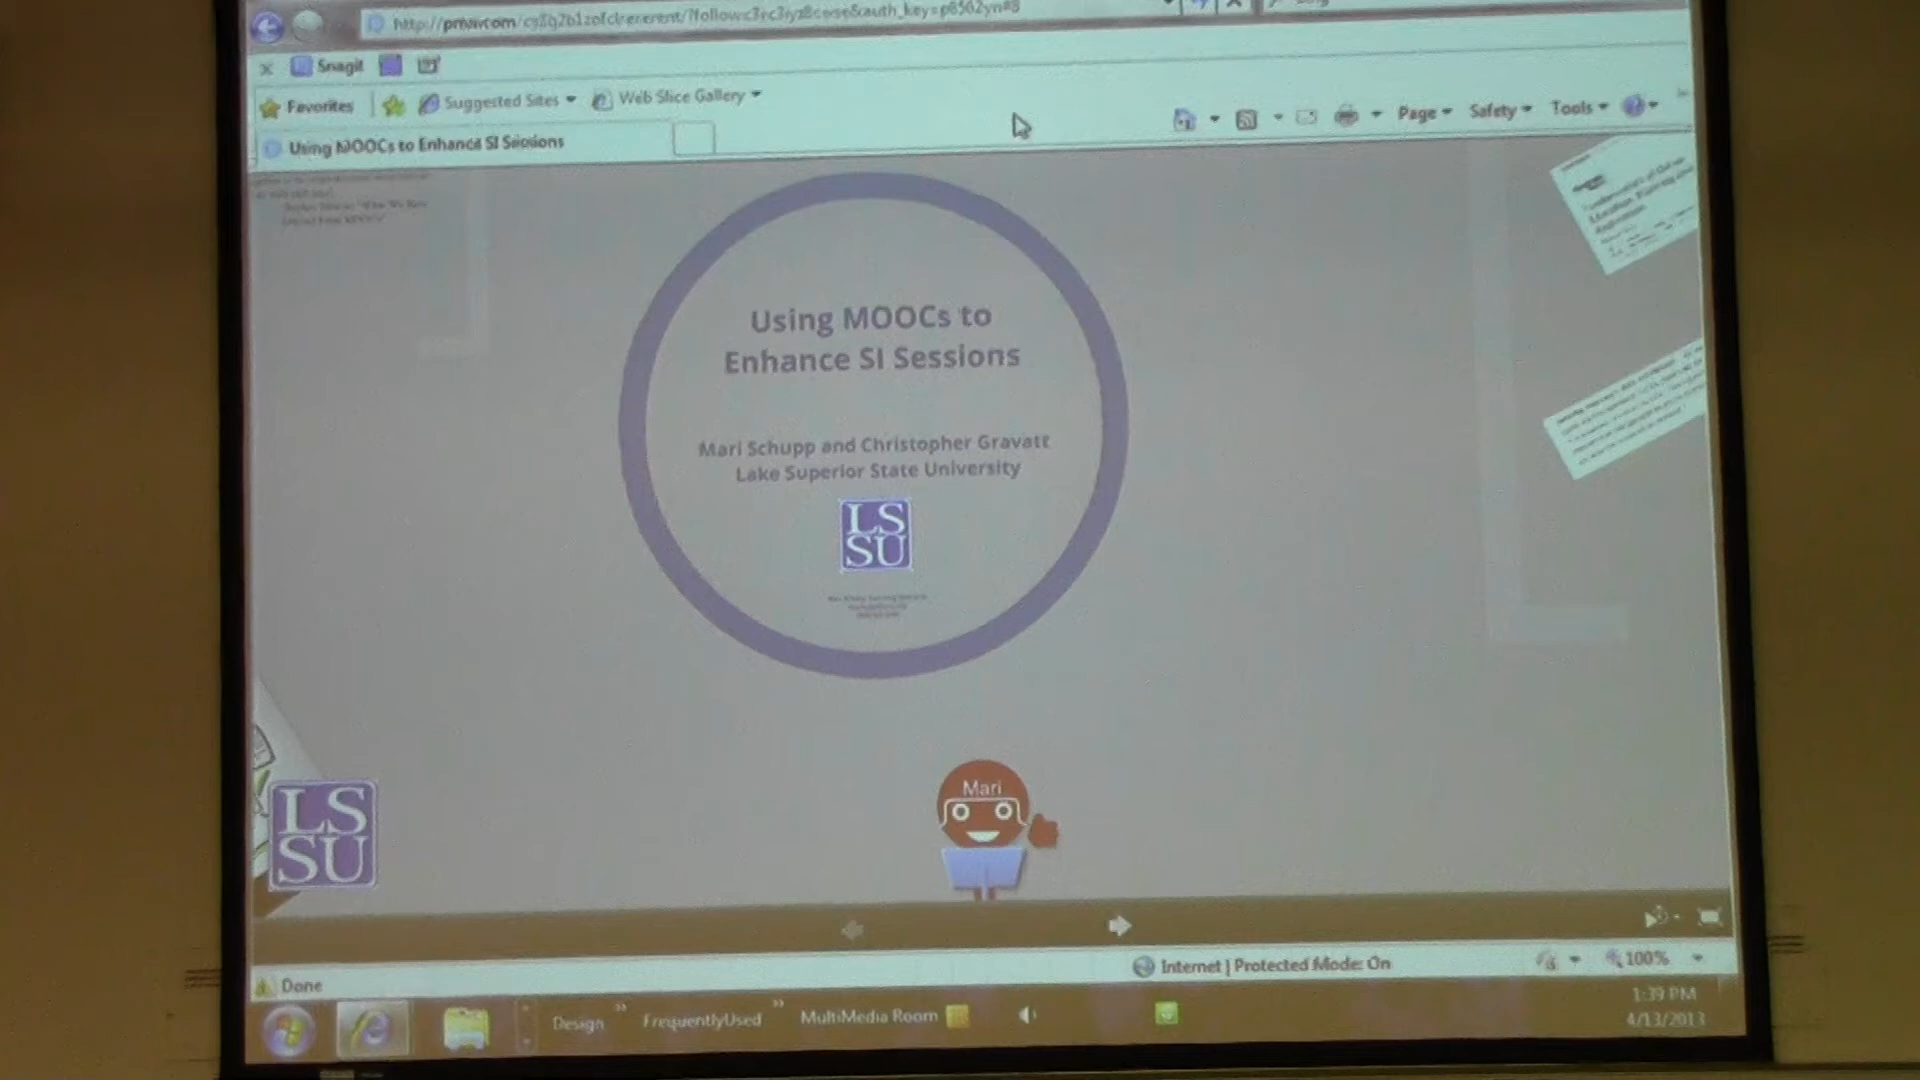 Snagit
Favorites Suggested Sites Web Slice Gallery
Page Safety Tools
Using MOOCs to Enhance SI Sessions
Using MOOCs to
Enhance SI Sessions
Mari Schupp and Christopher Gravatt
Lake Superior State University
LS
SU
Mari
LS
SU
Done
Internet | Protected Mode: On
100%
Design
FrequentlyUsed
MultiMedia Room
1:39 PM
4/13/2013